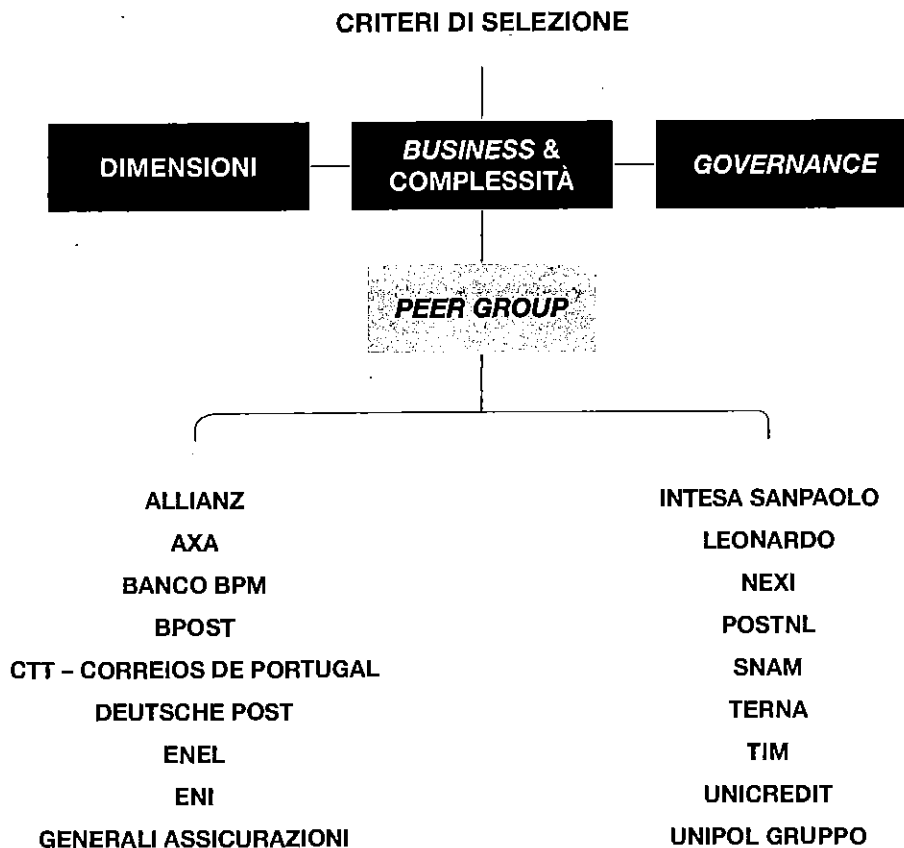 CRITERI DI SELEZIONE
DIMENSIONI
BUSINESS &
COMPLESSITÀ
GOVERNANCE
PEER GROUP
ALLIANZ
AXA
BANCO BPM
BPOST
CTT – CORREIOS DE PORTUGAL
DEUTSCHE POST
ENEL
ENI
GENERALI ASSICURAZIONI
INTESA SANPAOLO
LEONARDO
NEXI
POSTNL
SNAM
TERNA
TIM
UNICREDIT
UNIPOL GRUPPO